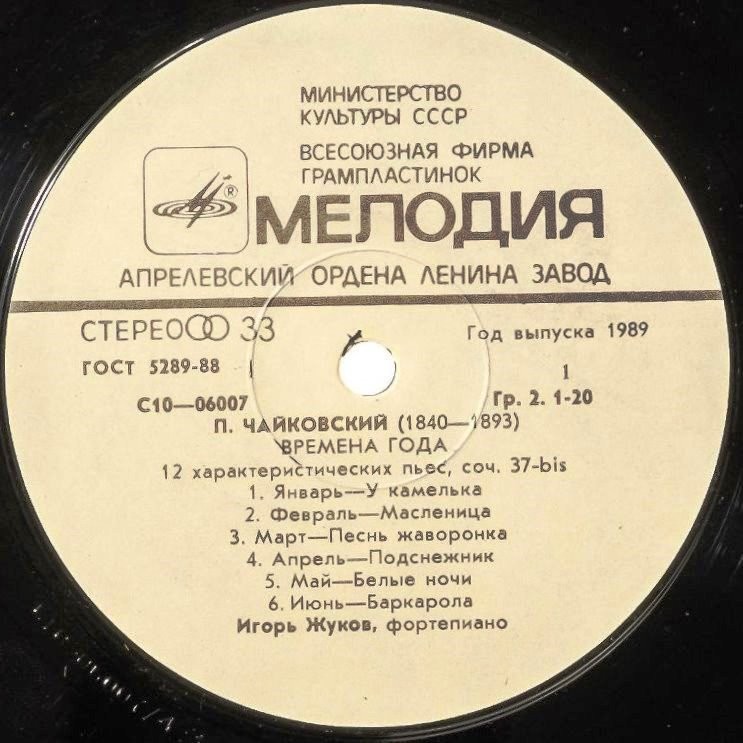 МИНИСТЕРСТВО
КУЛЬТУРЫ СССР
ВСЕСОЮЗНАЯ ФИРМА
ГРАМПЛАСТИНОК
®
МЕЛОДИЯ
АПРЕЛЕВСКИЙ ОРДЕНА ЛЕНИНА ЗАВОД
СТЕРЕО 33
Год выпуска 1989
ГОСТ 5289-88
1
С10—06007
Гр. 2. 1-20
П. ЧАЙКОВСКИЙ (1840—1893)
ВРЕМЕНА ГОДА
12 характеристических пьес, соч. 37-bis
1. Январь—У камелька
2. Февраль—Масленица
3. Март—Песнь жаворонка
4. Апрель—Подснежник
5. Май—Белые ночи
6. Июнь—Баркарола
Игорь Жуков, фортепиано